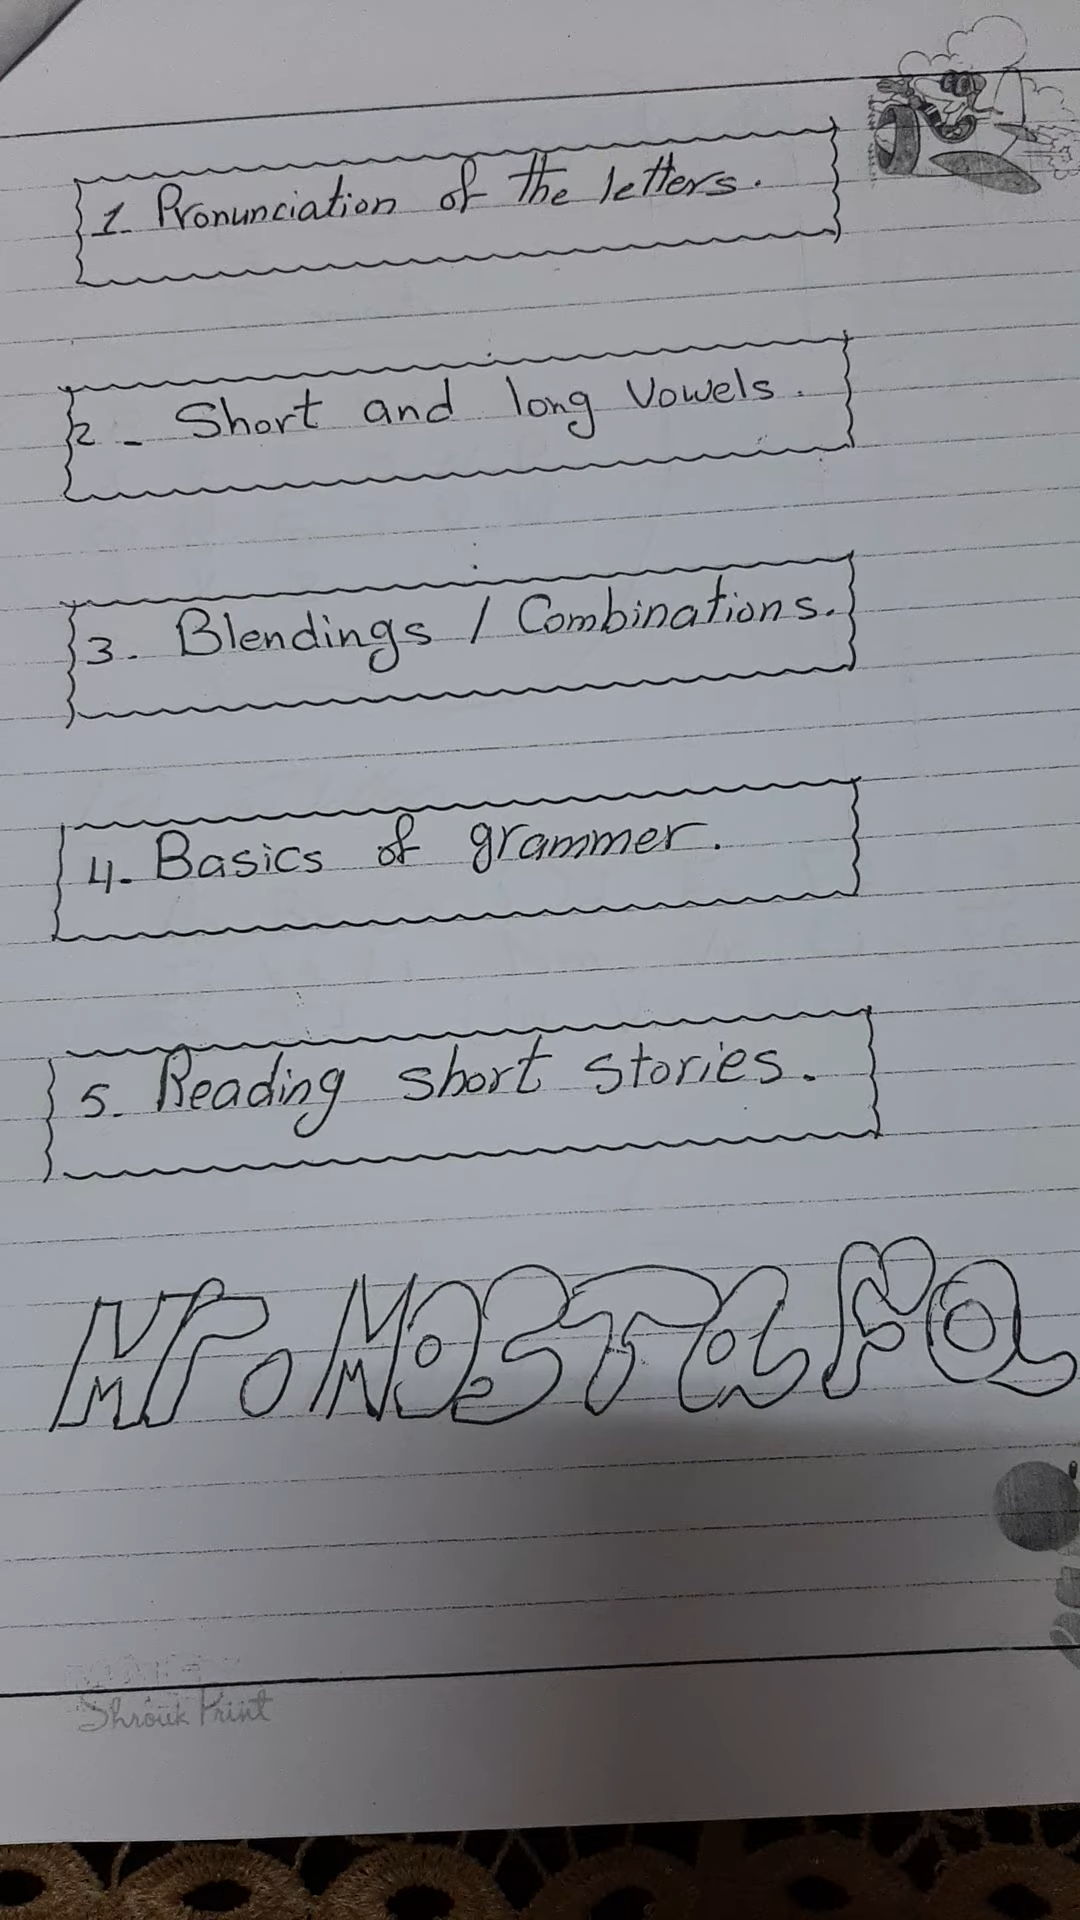 1. Pronunciation of the letters.
2 - Short and long Vowels.
3. Blendings / Combinations.
4. Basics of grammer.
5. Reading short stories.
Mr. MOSTafa
Shrouk Print